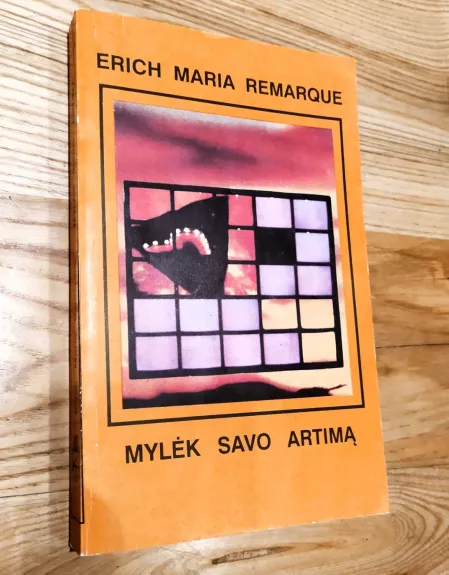 ERICH MARIA REMARQUE
MYLĖK SAVO ARTIMĄ